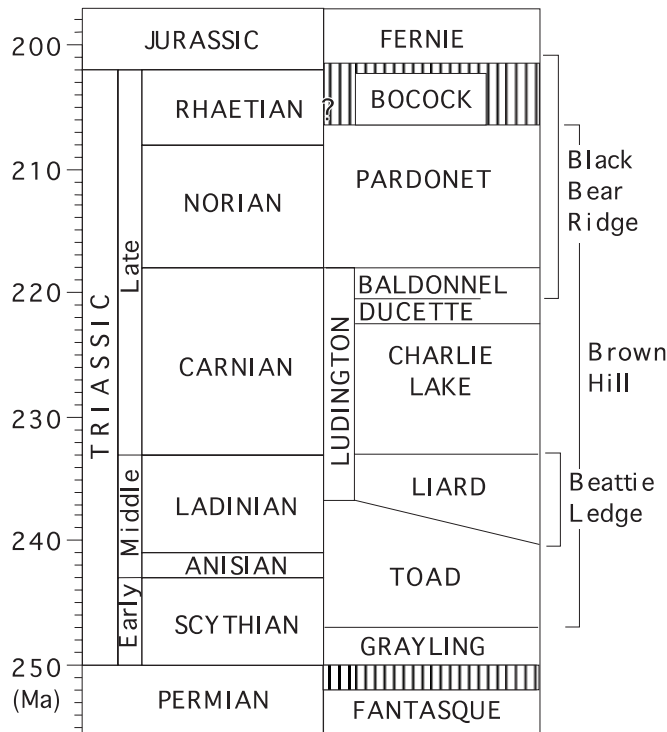 200
210
220
230
240
250
(Ma)
TRIASSIC
Late
Middle
Early
JURASSIC
RHAETIAN
NORIAN
CARNIAN
LADINIAN
ANISIAN
SCYTHIAN
PERMIAN
FERNIE
?
BOCOCK
PARDONET
LUDINGTON
BALDONNEL
DUCETTE
CHARLIE
LAKE
LIARD
TOAD
GRAYLING
FANTASQUE
Black
Bear
Ridge
Brown
Hill
Beattie
Ledge